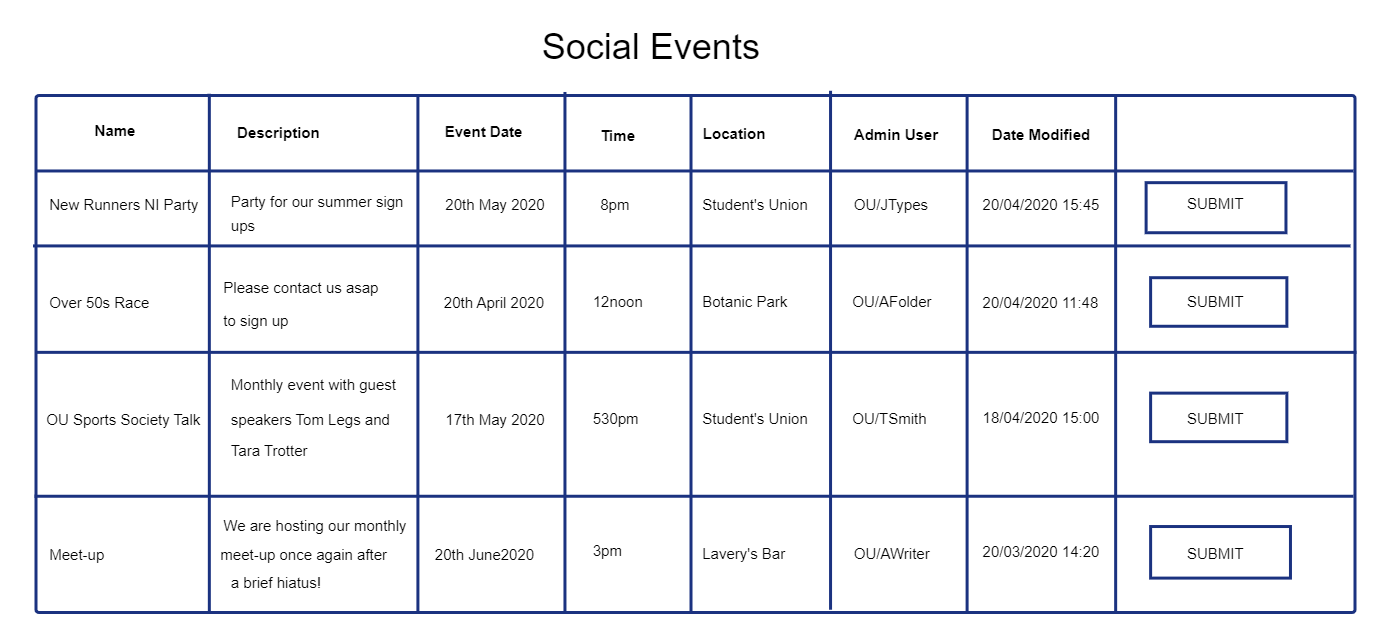 Social Events
Name Description Event Date Time Location Admin User Date Modified
New Runners NI Party
Party for our summer sign
ups
20th May 2020
8pm
Student's Union
OU/JTypes
20/04/2020 15:45
SUBMIT
Over 50s Race
Please contact us asap
to sign up
20th April 2020
12noon
Botanic Park
OU/AFolder
20/04/2020 11:48
SUBMIT
OU Sports Society Talk
Monthly event with guest
speakers Tom Legs and
Tara Trotter
17th May 2020
530pm
Student's Union
OU/TSmith
18/04/2020 15:00
SUBMIT
Meet-up
We are hosting our monthly
meet-up once again after
a brief hiatus!
20th June2020
3pm
Lavery's Bar
OU/AWriter
20/03/2020 14:20
SUBMIT